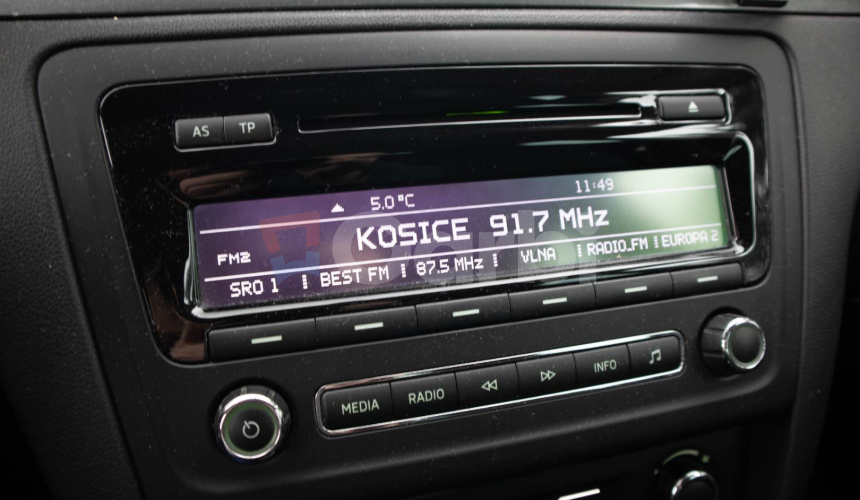 AS TP
5.0°C 11:49
KOSICE 91.7 MHz
FM2
SRO 1 BEST FM 87.5 MHz VLNA RADIO_FM EUROPA 2
MEDIA RADIO INFO